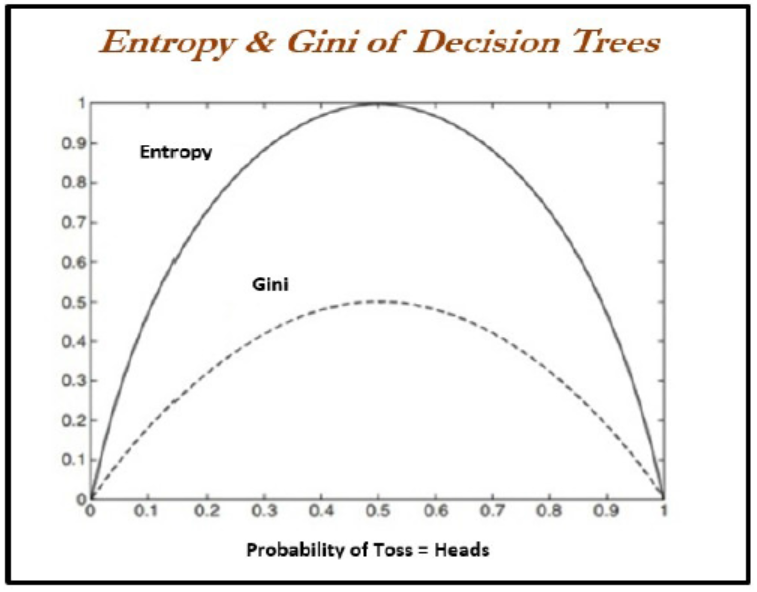 Entropy & Gini of Decision Trees
1
0.9
Entropy
0.8
0.7
0.6
Gini
0.5
0.4
0.3
0.2
0.1
0
0 0.1 0.2 0.3 0.4 0.5 0.6 0.7 0.8 0.9 1
Probability of Toss = Heads